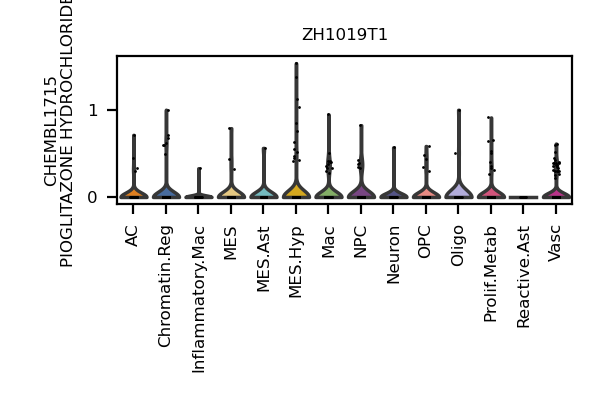 ZH1019T1
CHEMBL1715
PIOGLITAZONE HYDROCHLORIDE
1
0
AC
Chromatin.Reg
Inflammatory.Mac
MES
MES.Ast
MES.Hyp
Mac
NPC
Neuron
OPC
Oligo
Prolif.Metab
Reactive.Ast
Vasc